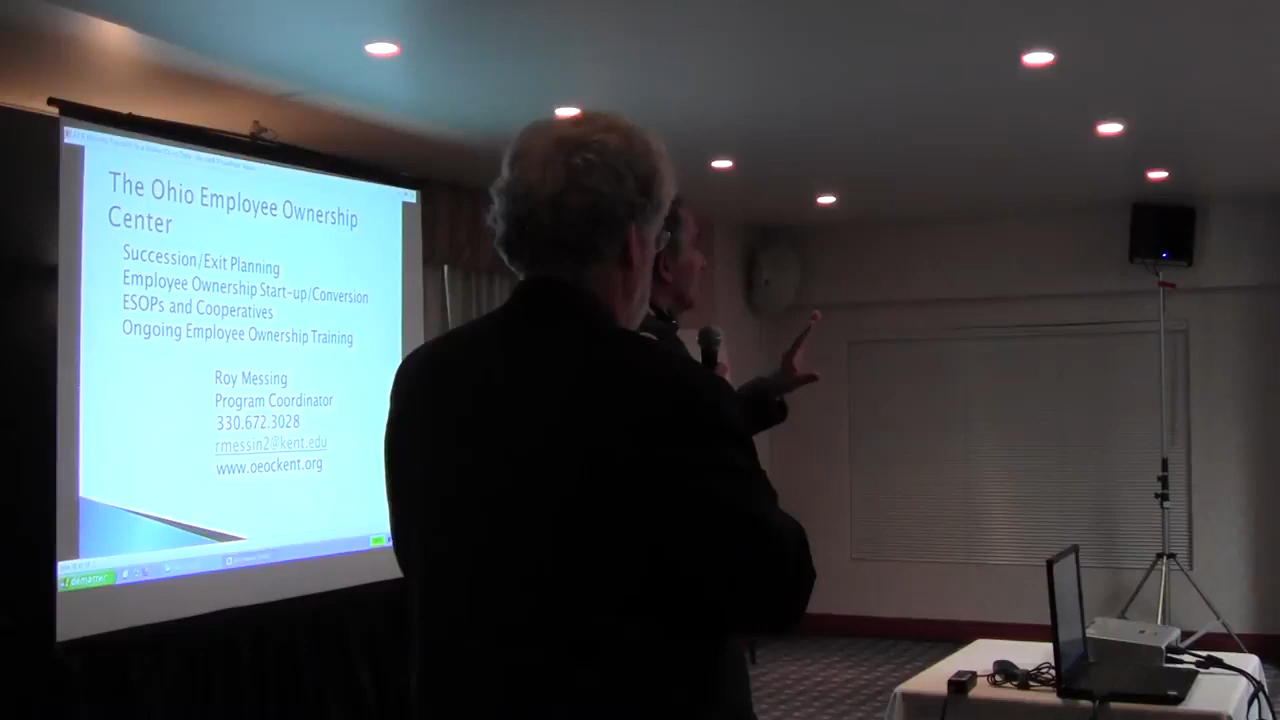 The Ohio Employee Ownership
Center
Succession/Exit Planning
Employee Ownership Start-up/Conversion
ESOPs and Cooperatives
Ongoing Employee Ownership Training
Roy Messing
Program Coordinator
330.672.3028
rmessin2@kent.edu
www.oeockent.org
démarrer